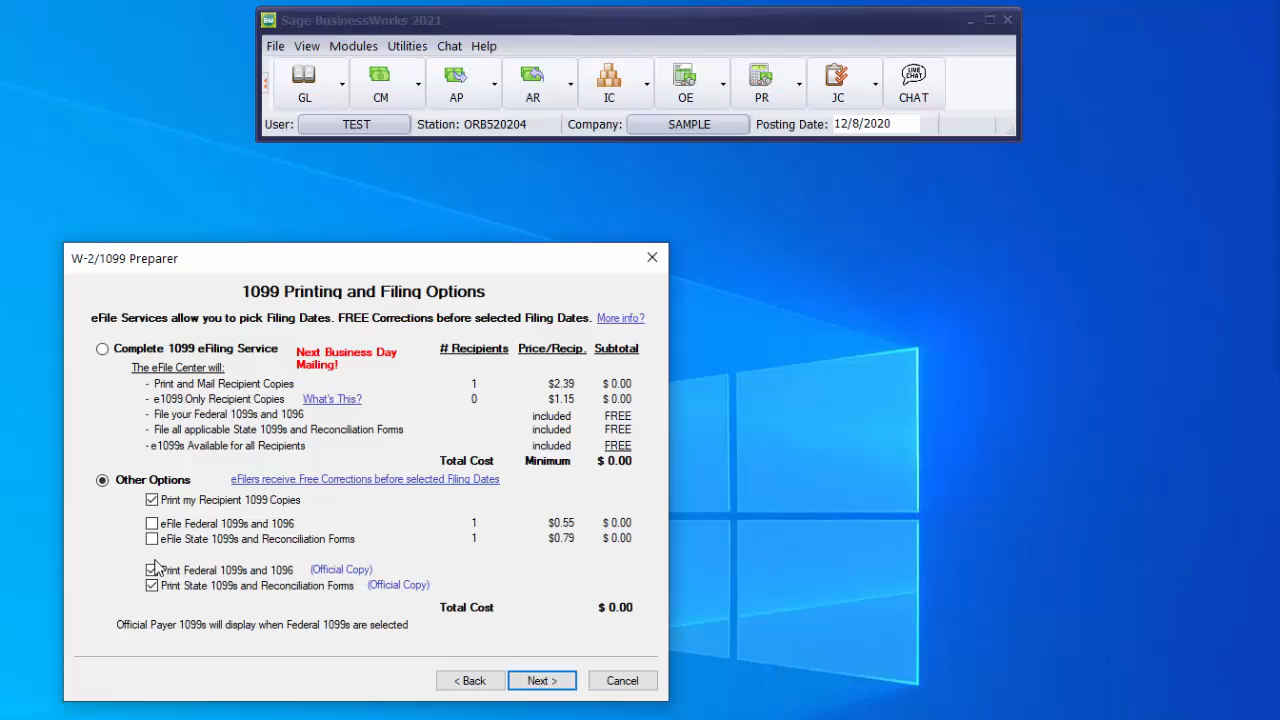 BW Sage BusinessWorks 2021
File View Modules Utilities Chat Help
LIVE CHAT
GL CM AP AR IC OE PR JC CHAT
User: TEST Station: ORB520204 Company: SAMPLE Posting Date: 12/8/2020
W-2/1099 Preparer
1099 Printing and Filing Options
eFile Services allow you to pick Filing Dates. FREE Corrections before selected Filing Dates. More info?
Complete 1099 eFiling Service Next Business Day Mailing! # Recipients Price/Recip. Subtotal
The eFile Center will:
- Print and Mail Recipient Copies 1 $2.39 $ 0.00
- e1099 Only Recipient Copies What's This? 0 $1.15 $ 0.00
- File your Federal 1099s and 1096 included FREE
- File all applicable State 1099s and Reconciliation Forms included FREE
- e1099s Available for all Recipients included FREE
Total Cost Minimum $ 0.00
Other Options eFilers receive Free Corrections before selected Filing Dates
Print my Recipient 1099 Copies
eFile Federal 1099s and 1096 1 $0.55 $ 0.00
eFile State 1099s and Reconciliation Forms 1 $0.79 $ 0.00
Print Federal 1099s and 1096 (Official Copy)
Print State 1099s and Reconciliation Forms (Official Copy)
Total Cost $ 0.00
Official Payer 1099s will display when Federal 1099s are selected
< Back Next > Cancel